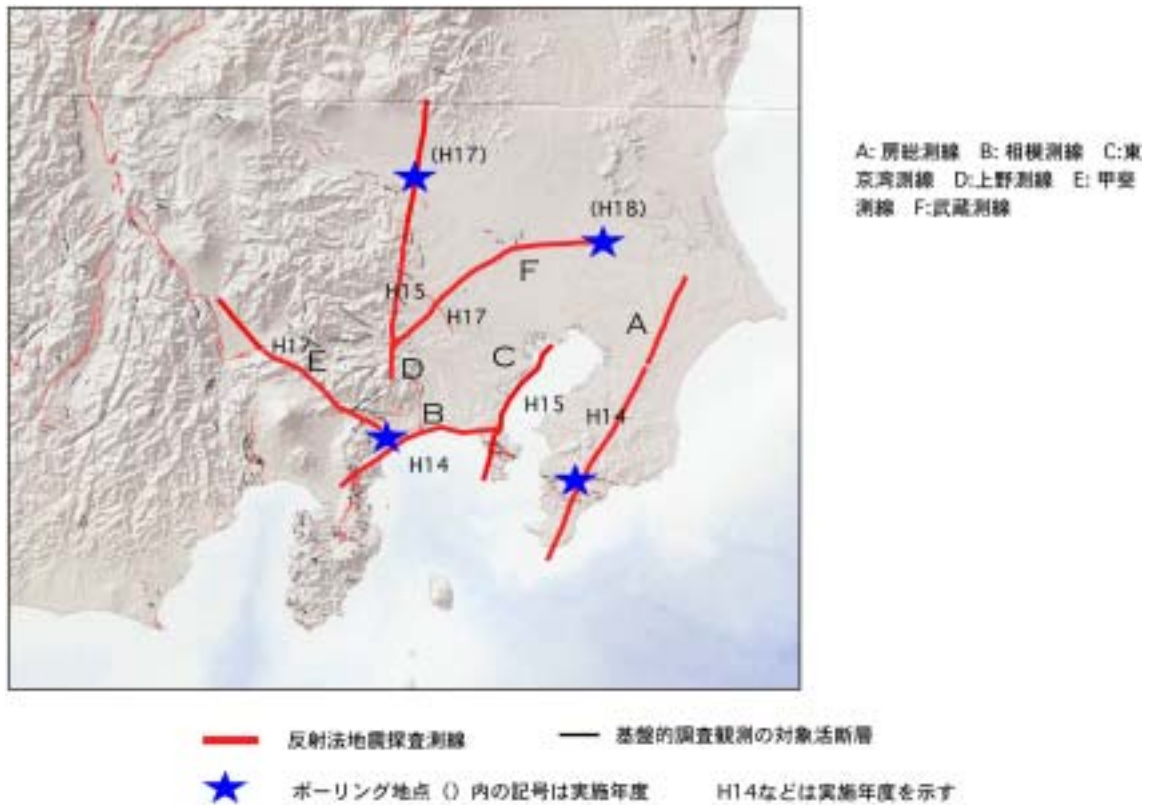 (H17)
(H18)
A: 房総測線 B: 相模測線 C:東
京湾測線 D:上野測線 E: 甲斐
測線 F:武蔵測線
F
H15
H17
A
H17
E
C
D
H15
B
H14
H14
反射法地震探査測線
基盤的調査観測の対象活断層
ボーリング地点 () 内の記号は実施年度
H14などは実施年度を示す